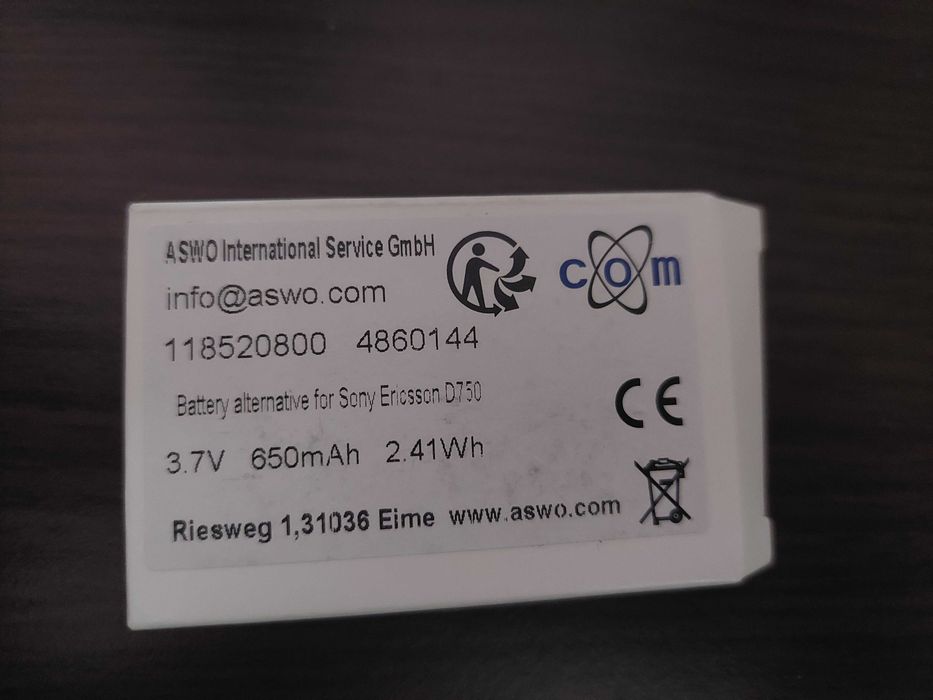 ASWO International Service GmbH
com
info@aswo.com
118520800 4860144
Battery alternative for Sony Ericsson D750
CE
3.7V 650mAh 2.41Wh
Riesweg 1,31036 Eime www.aswo.com